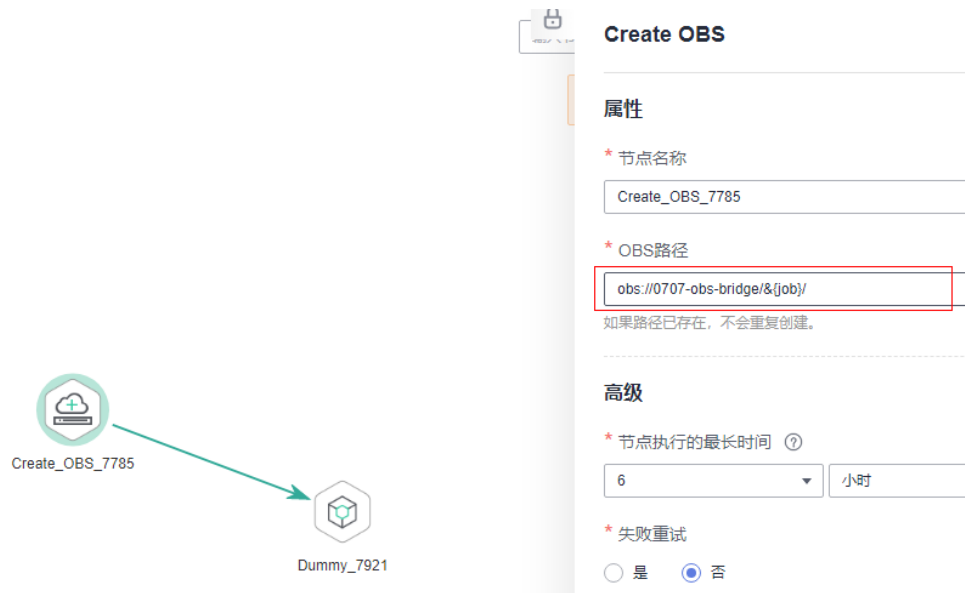 Create OBS
属性
* 节点名称
Create_OBS_7785
* OBS路径
obs://0707-obs-bridge/&{job}/
如果路径已存在，不会重复创建。
高级
* 节点执行的最长时间 ?
6 小时
* 失败重试
是 否
Create_OBS_7785
Dummy_7921